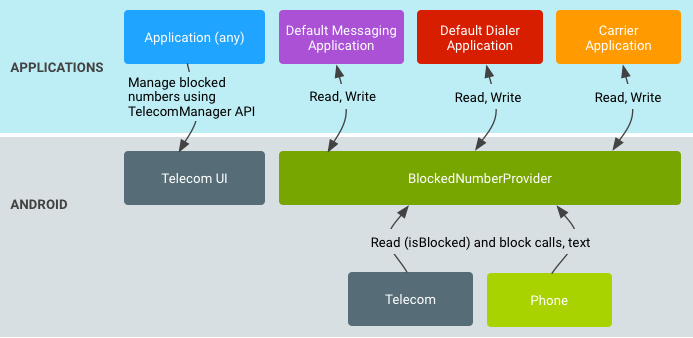 APPLICATIONS
Application (any)
Default Messaging
Application
Default Dialer
Application
Carrier
Application
Manage blocked
numbers using
TelecomManager API
Read, Write
Read, Write
Read, Write
ANDROID
Telecom UI
BlockedNumberProvider
Read (isBlocked) and block calls, text
Telecom
Phone